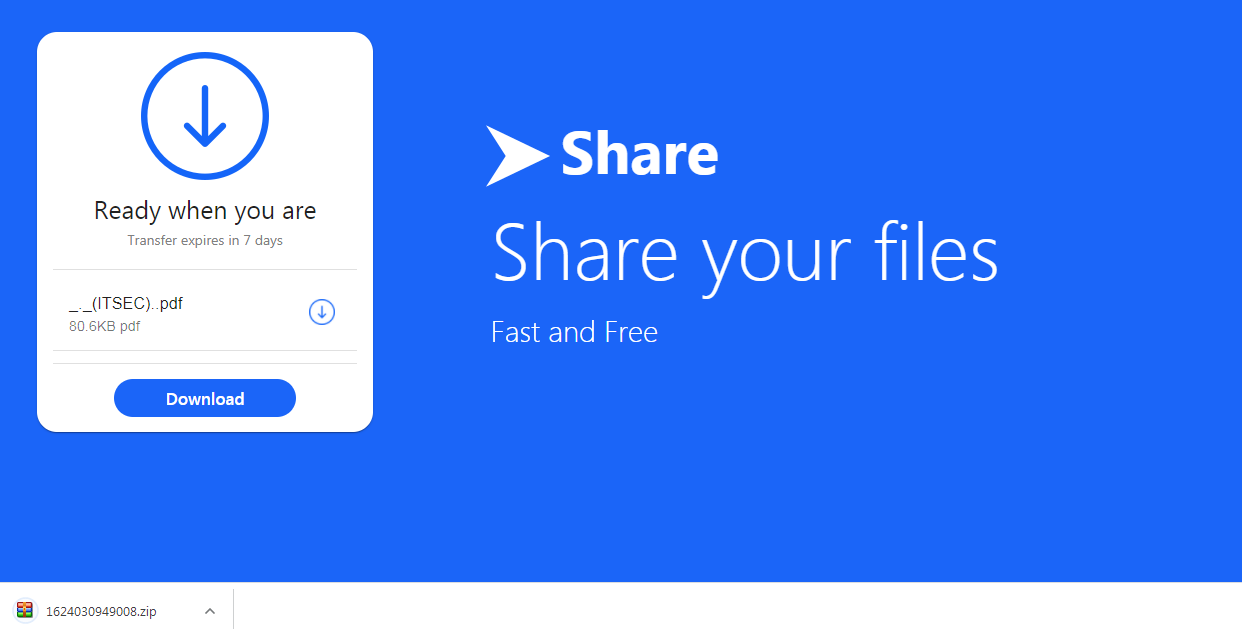 Ready when you are
Transfer expires in 7 days
_._(ITSEC)..pdf
80.6KB pdf
Download
Share
Share your files
Fast and Free
1624030949008.zip